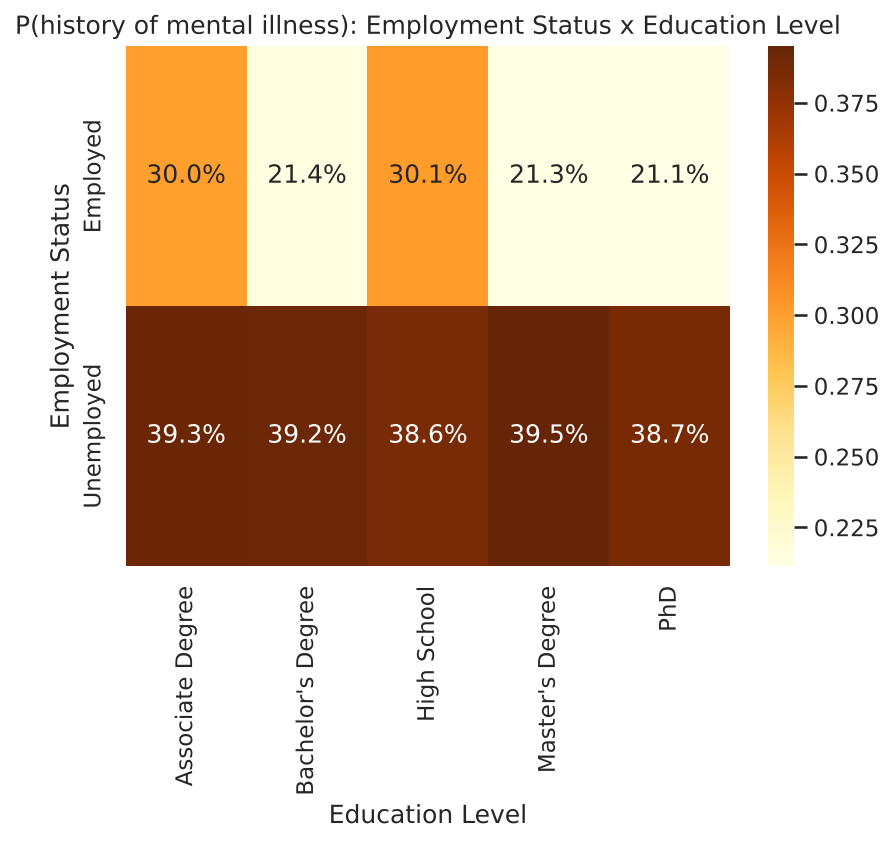 P(history of mental illness): Employment Status x Education Level
Employment Status
Employed
30.0% 21.4% 30.1% 21.3% 21.1%
Unemployed
39.3% 39.2% 38.6% 39.5% 38.7%
Associate Degree
Bachelor's Degree
High School
Master's Degree
PhD
Education Level
0.375
0.350
0.325
0.300
0.275
0.250
0.225